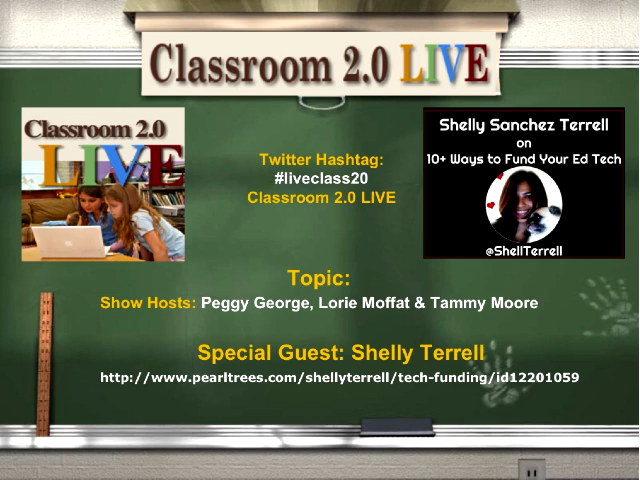 Classroom 2.0 LIVE
Classroom 2.0
LIVE
Twitter Hashtag:
#liveclass20
Classroom 2.0 LIVE
Shelly Sanchez Terrell
on
10+ Ways to Fund Your Ed Tech
@ShellTerrell
Topic:
Show Hosts: Peggy George, Lorie Moffat & Tammy Moore
Special Guest: Shelly Terrell
http://www.pearltrees.com/shellyterrell/tech-funding/id12201059